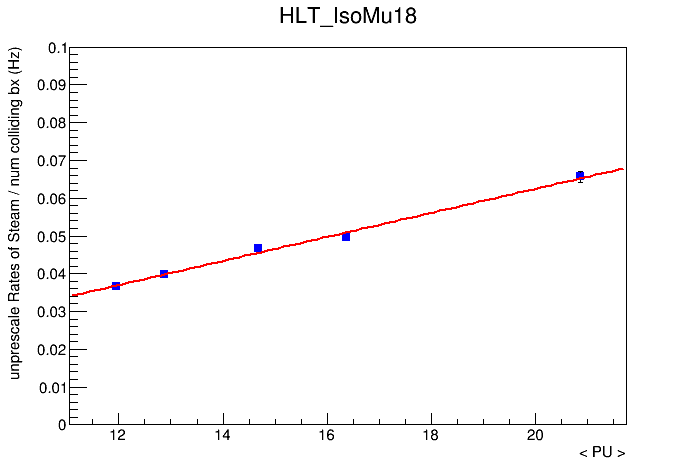 HLT_IsoMu18
unprescale Rates of Steam / num colliding bx (Hz)
0.1
0.09
0.08
0.07
0.06
0.05
0.04
0.03
0.02
0.01
0
12 14 16 18 20
< PU >